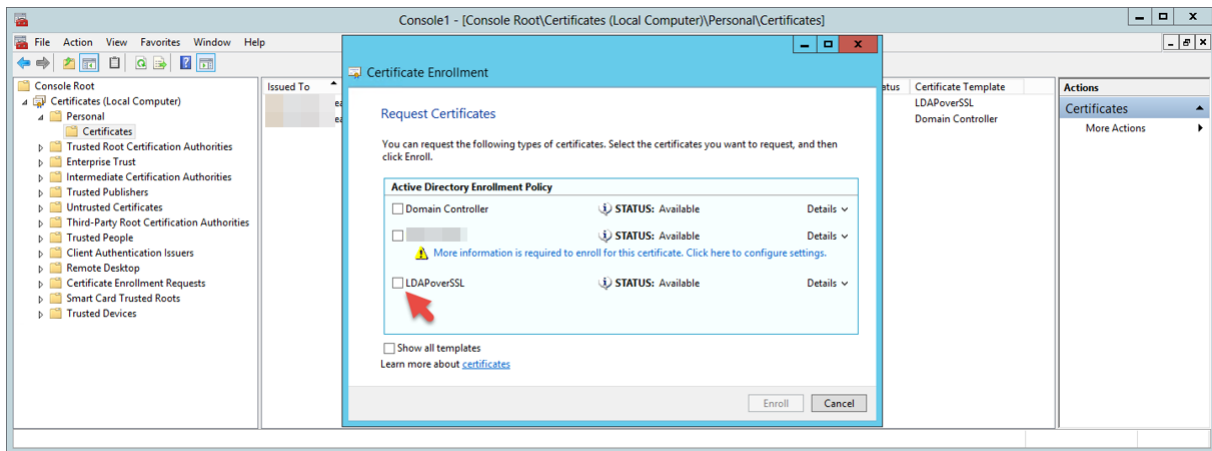 Console1 - [Console Root\Certificates (Local Computer)\Personal\Certificates]
File Action View Favorites Window Help
Console Root
Certificates (Local Computer)
Personal
Certificates
Trusted Root Certification Authorities
Enterprise Trust
Intermediate Certification Authorities
Trusted Publishers
Untrusted Certificates
Third-Party Root Certification Authorities
Trusted People
Client Authentication Issuers
Remote Desktop
Certificate Enrollment Requests
Smart Card Trusted Roots
Trusted Devices
Issued To
Certificate Enrollment
Request Certificates
You can request the following types of certificates. Select the certificates you want to request, and then
click Enroll.
Active Directory Enrollment Policy
Domain Controller STATUS: Available Details
STATUS: Available Details
More information is required to enroll for this certificate. Click here to configure settings.
LDAPoverSSL STATUS: Available Details
Show all templates
Learn more about certificates
Enroll Cancel
Certificate Template
LDAPoverSSL
Domain Controller
Actions
Certificates
More Actions